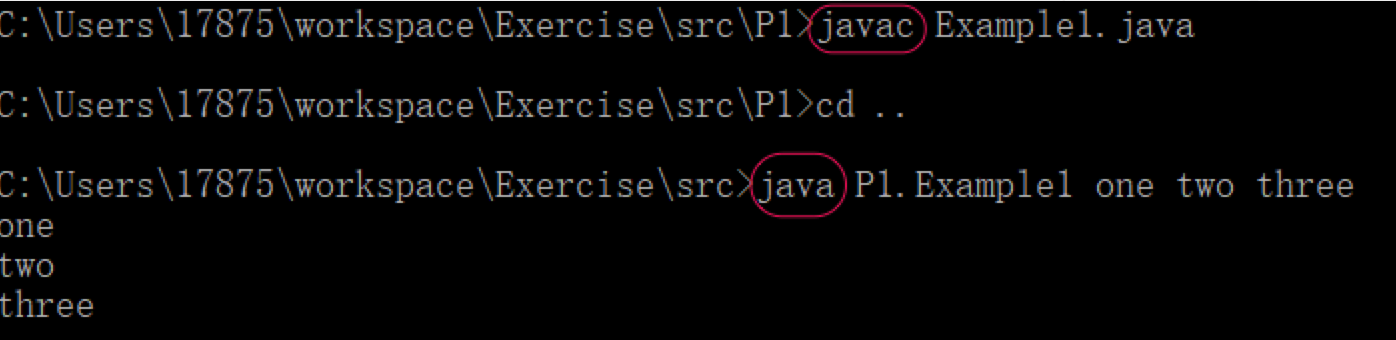 C:\Users\17875\workspace\Exercise\src\P1>javac Example1.java
C:\Users\17875\workspace\Exercise\src\P1>cd ..
C:\Users\17875\workspace\Exercise\src>java P1.Example1 one two three
one
two
three